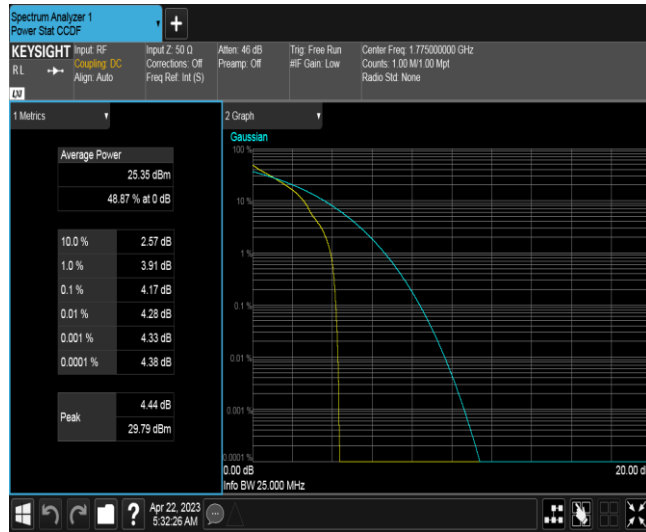 Spectrum Analyzer 1
Power Stat CCDF
KEYSIGHT
RL
LXI
Input: RF
Coupling: DC
Align: Auto
Input Z: 50 Ω
Corrections: Off
Freq Ref: Int (S)
Atten: 46 dB
Preamp: Off
Trig: Free Run
#IF Gain: Low
Center Freq: 1.775000000 GHz
Counts: 1.00 M/1.00 Mpt
Radio Std: None
1 Metrics
Average Power
25.35 dBm
48.87 % at 0 dB
10.0 % 2.57 dB
1.0 % 3.91 dB
0.1 % 4.17 dB
0.01 % 4.28 dB
0.001 % 4.33 dB
0.0001 % 4.38 dB
Peak
4.44 dB
29.79 dBm
2 Graph
Gaussian
100 %
10 %
1 %
0.1 %
0.01 %
0.001 %
0.0001 %
0.00 dB
20.00 d
Info BW 25.000 MHz
Apr 22, 2023
5:32:26 AM